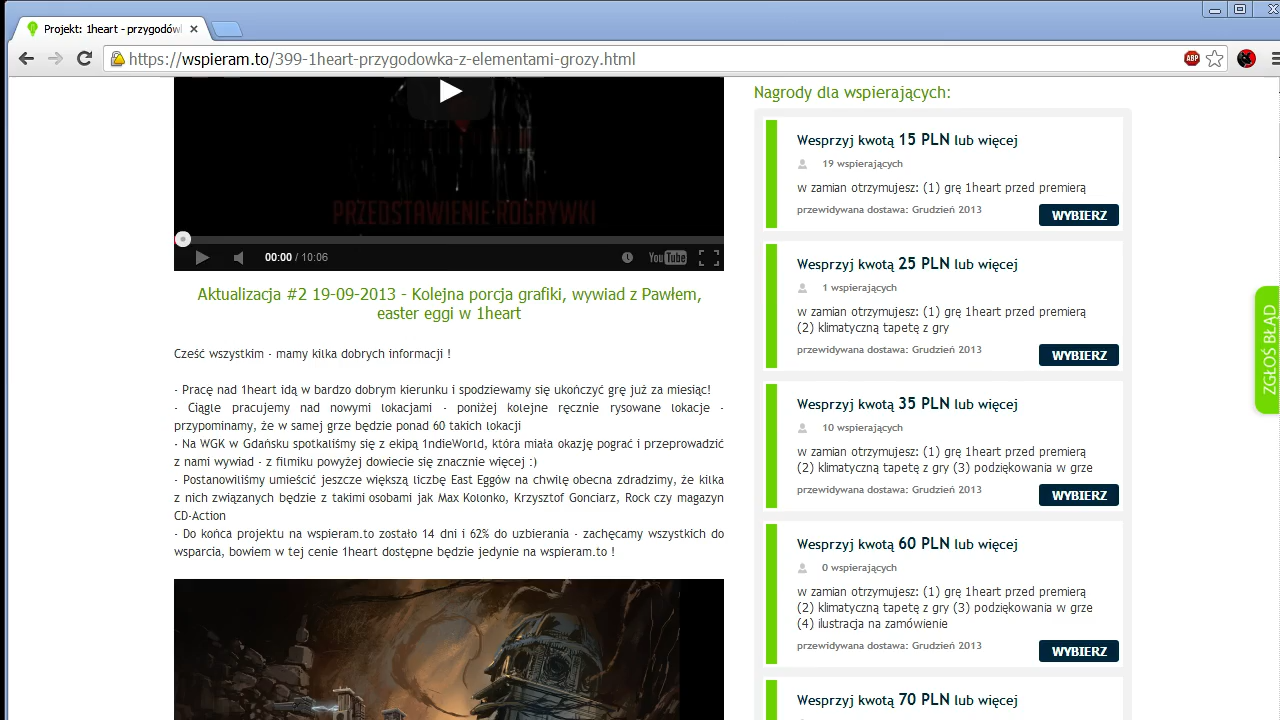 Projekt: 1heart - przygodów
https://wspieram.to/399-1heart-przygodowka-z-elementami-grozy.html
ABP
PRZEDSTAWIENIE ROGRYWKI
00:00 / 10:06
YouTube
Aktualizacja #2 19-09-2013 - Kolejna porcja grafiki, wywiad z Pawłem,
easter eggi w 1heart
Cześć wszystkim - mamy kilka dobrych informacji !
- Pracę nad 1heart idą w bardzo dobrym kierunku i spodziewamy się ukończyć grę już za miesiąc!
- Ciągle pracujemy nad nowymi lokacjami - poniżej kolejne ręcznie rysowane lokacje -
przypominamy, że w samej grze będzie ponad 60 takich lokacji
- Na WGK w Gdańsku spotkaliśmy się z ekipą 1ndieWorld, która miała okazję pograć i przeprowadzić
z nami wywiad - z filmiku powyżej dowiecie się znacznie więcej :)
- Postanowiliśmy umieścić jeszcze większą liczbę East Eggów na chwilę obecna zdradzimy, że kilka
z nich związanych będzie z takimi osobami jak Max Kolonko, Krzysztof Gonciarz, Rock czy magazyn
CD-Action
- Do końca projektu na wspieram.to zostało 14 dni i 62% do uzbierania - zachęcamy wszystkich do
wsparcia, bowiem w tej cenie 1heart dostępne będzie jedynie na wspieram.to !
Nagrody dla wspierających:
Wesprzyj kwotą 15 PLN lub więcej
19 wspierających
w zamian otrzymujesz: (1) grę 1heart przed premierą
przewidywana dostawa: Grudzień 2013
WYBIERZ
Wesprzyj kwotą 25 PLN lub więcej
1 wspierających
w zamian otrzymujesz: (1) grę 1heart przed premierą
(2) klimatyczną tapetę z gry
przewidywana dostawa: Grudzień 2013
WYBIERZ
Wesprzyj kwotą 35 PLN lub więcej
10 wspierających
w zamian otrzymujesz: (1) grę 1heart przed premierą
(2) klimatyczną tapetę z gry (3) podziękowania w grze
przewidywana dostawa: Grudzień 2013
WYBIERZ
Wesprzyj kwotą 60 PLN lub więcej
0 wspierających
w zamian otrzymujesz: (1) grę 1heart przed premierą
(2) klimatyczną tapetę z gry (3) podziękowania w grze
(4) ilustracja na zamówienie
przewidywana dostawa: Grudzień 2013
WYBIERZ
Wesprzyj kwotą 70 PLN lub więcej
ZGŁOŚ BŁĄD